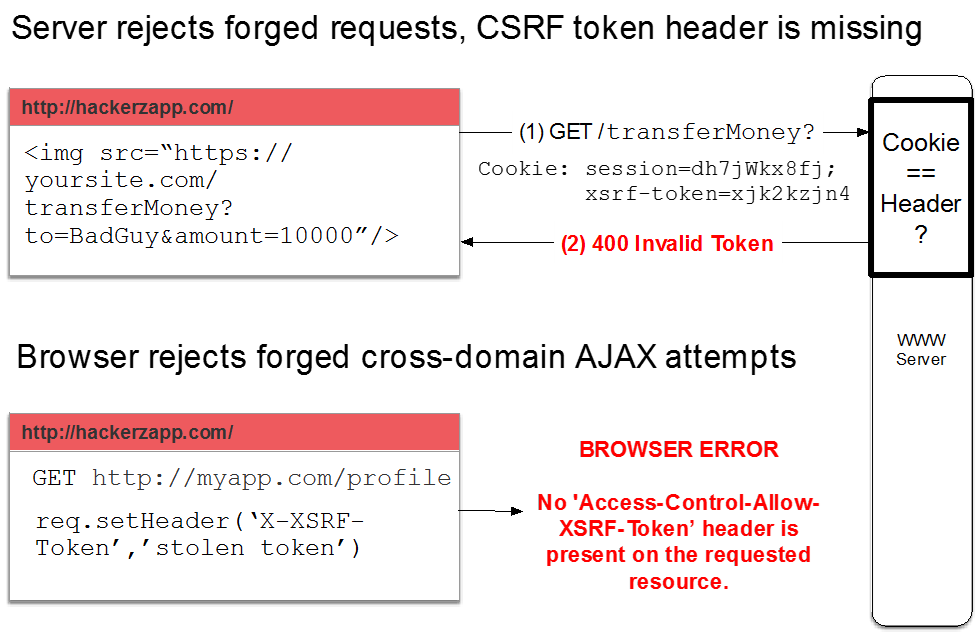 Server rejects forged requests, CSRF token header is missing
http://hackerzapp.com/
<img src=“https://
yoursite.com/
transferMoney?
to=BadGuy&amount=10000”/>
(1) GET /transferMoney?
Cookie: session=dh7jWkx8fj;
xsrf-token=xjk2kzjn4
(2) 400 Invalid Token
Cookie
==
Header
?
WWW
Server
Browser rejects forged cross-domain AJAX attempts
http://hackerzapp.com/
GET http://myapp.com/profile
req.setHeader(‘X-XSRF-
Token’,’stolen token’)
BROWSER ERROR
No 'Access-Control-Allow-
XSRF-Token’ header is
present on the requested
resource.